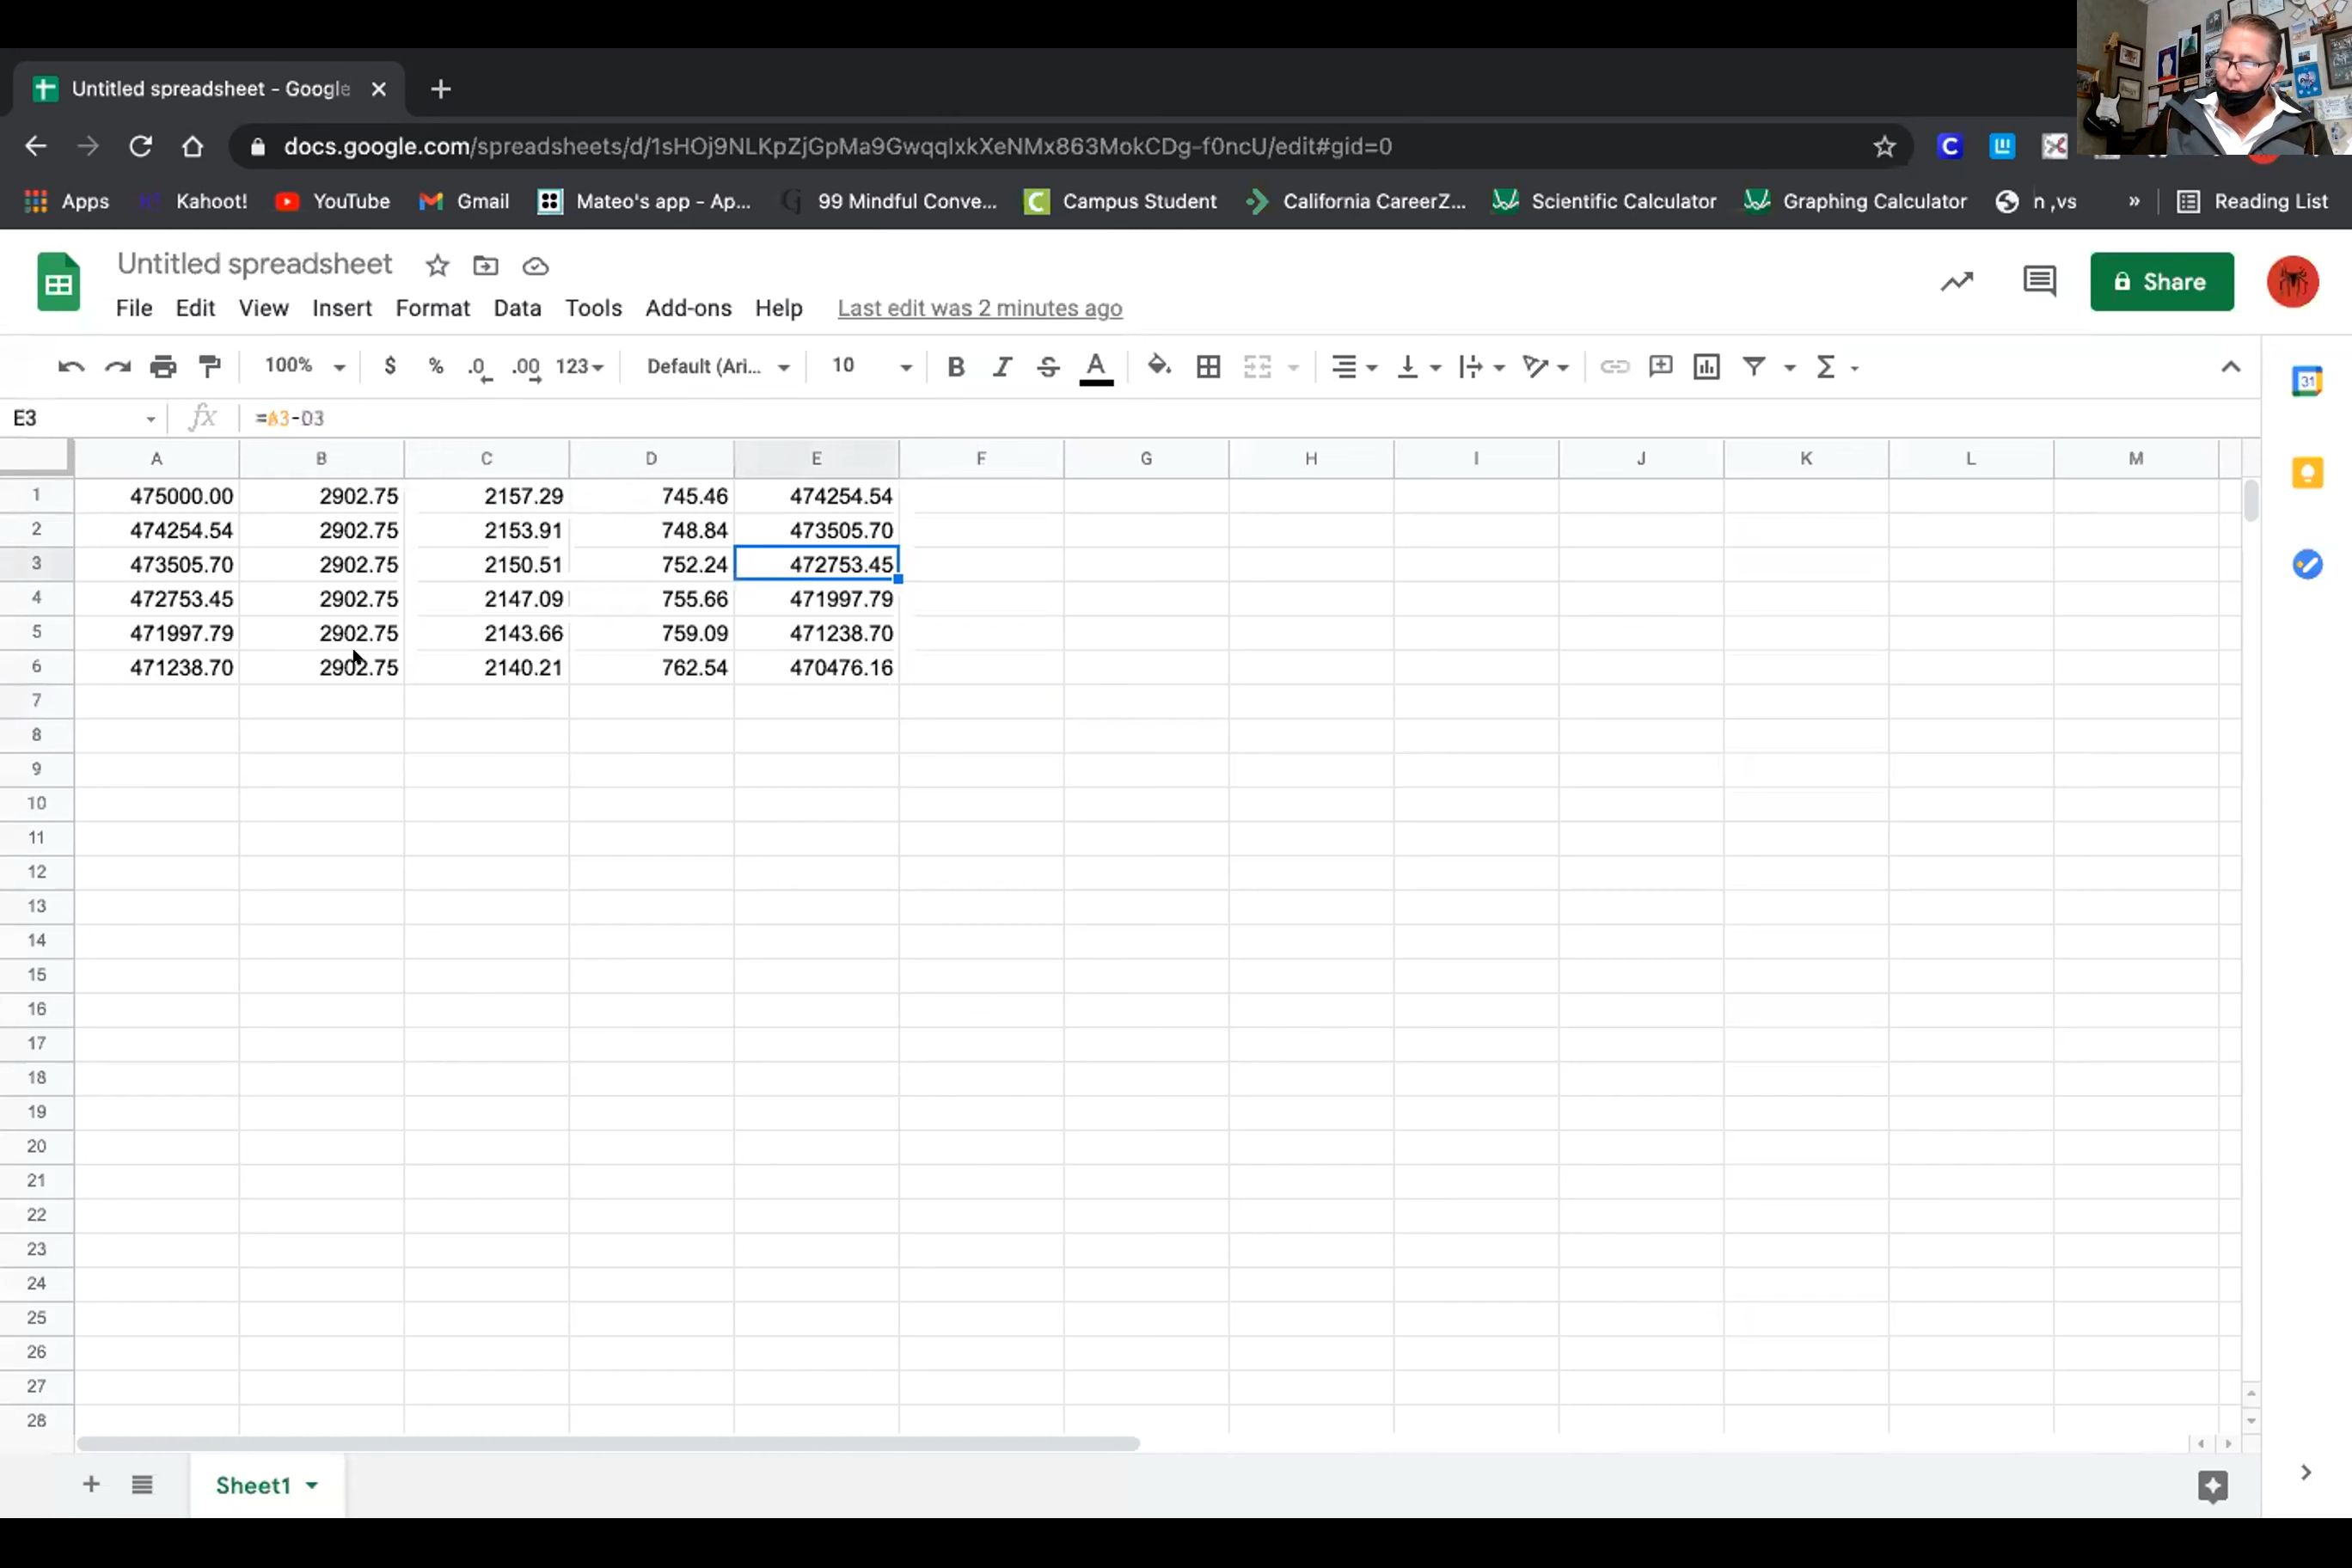 Untitled spreadsheet - Google
docs.google.com/spreadsheets/d/1sHOj9NLKpZjGpMa9GwqqIxkXeNMx863MokCDg-f0ncU/edit#gid=0
Apps Kahoot! YouTube Gmail Mateo's app - Ap... 99 Mindful Conve... Campus Student California CareerZ... Scientific Calculator Graphing Calculator n ,vs » Reading List
Untitled spreadsheet
Share
File Edit View Insert Format Data Tools Add-ons Help Last edit was 2 minutes ago
100% $ % .0 .00 123 Default (Ari... 10 B I S A Σ
31
E3 fx =A3-D3
A B C D E F G H I J K L M
1 475000.00 2902.75 2157.29 745.46 474254.54
2 474254.54 2902.75 2153.91 748.84 473505.70
3 473505.70 2902.75 2150.51 752.24 472753.45
4 472753.45 2902.75 2147.09 755.66 471997.79
5 471997.79 2902.75 2143.66 759.09 471238.70
6 471238.70 2902.75 2140.21 762.54 470476.16
7
8
9
10
11
12
13
14
15
16
17
18
19
20
21
22
23
24
25
26
27
28
Sheet1